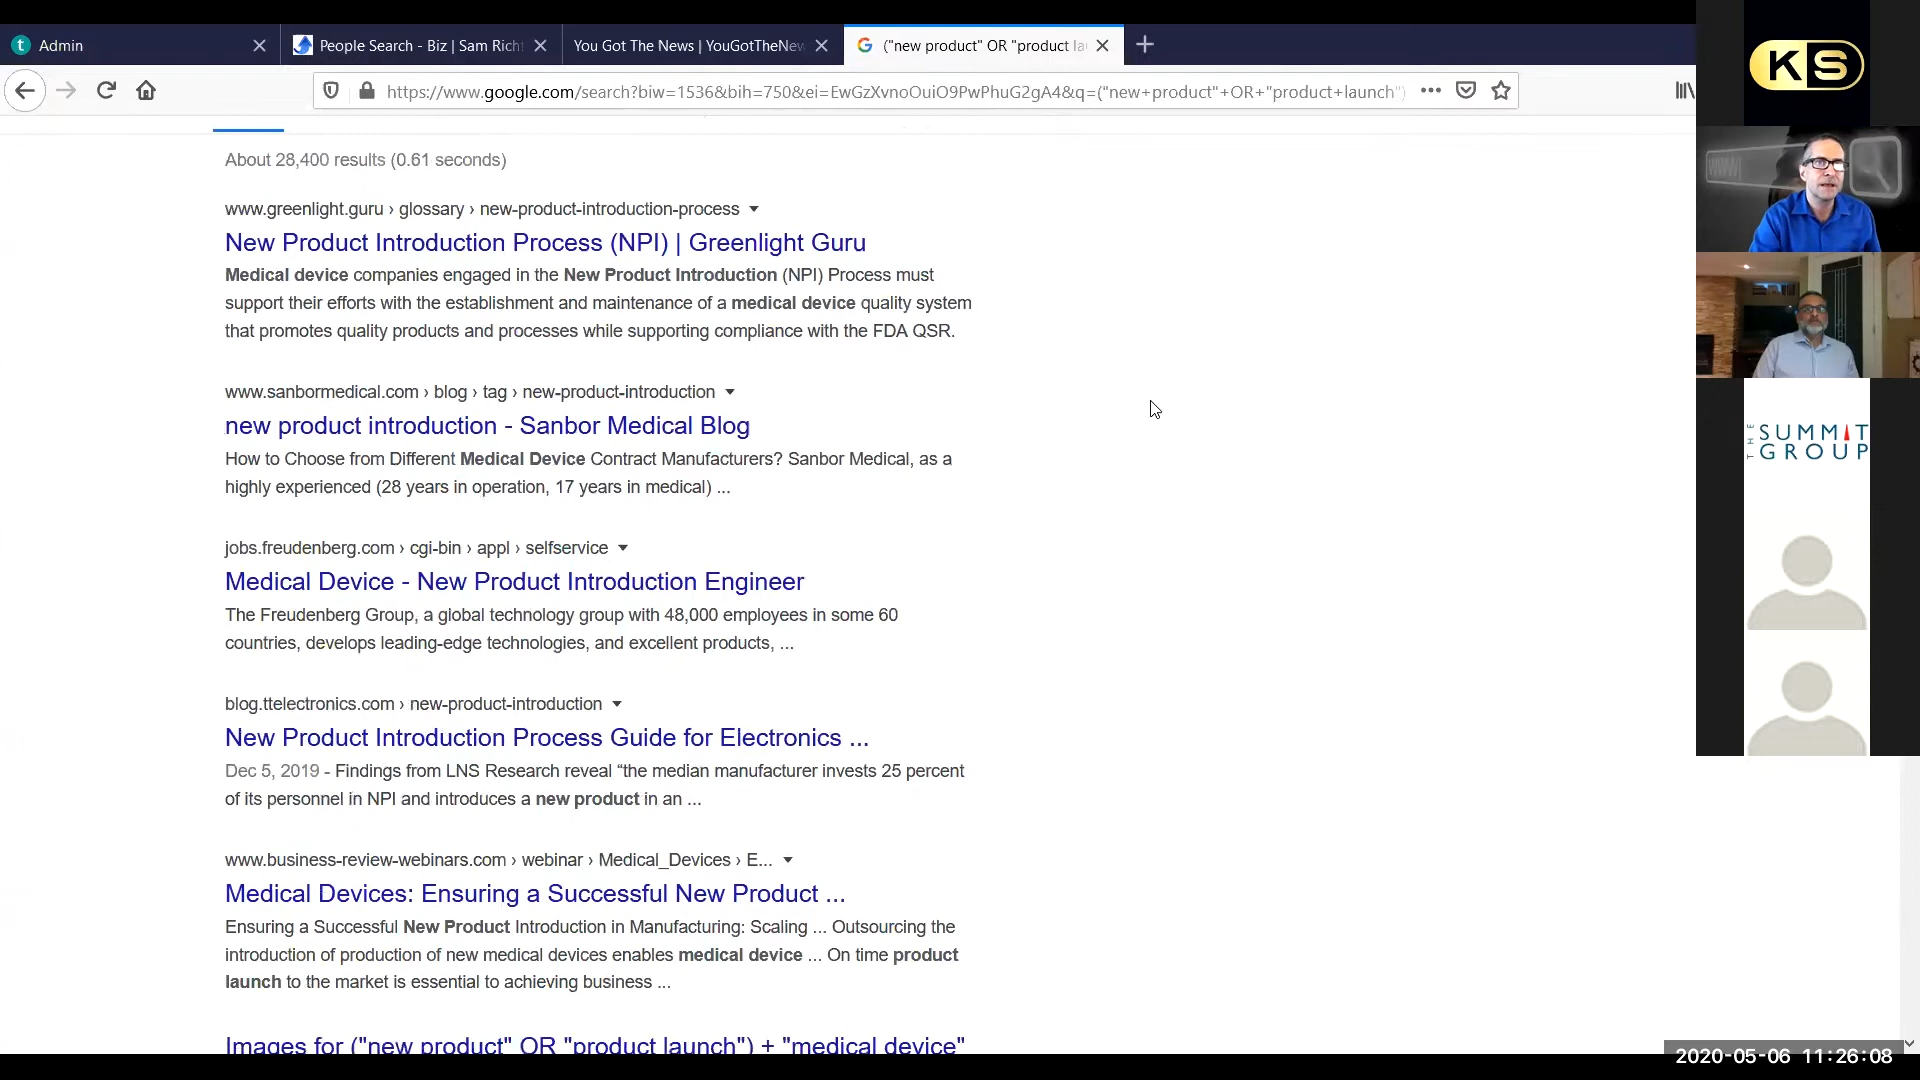 Admin
People Search - Biz | Sam Rich
You Got The News | YouGotTheNew
("new product" OR "product la
https://www.google.com/search?biw=1536&bih=750&ei=EwGzXvnoOuiO9PwPhuG2gA4&q=("new+product"+OR+"product+launch")
KS
About 28,400 results (0.61 seconds)
www.greenlight.guru › glossary › new-product-introduction-process
New Product Introduction Process (NPI) | Greenlight Guru
Medical device companies engaged in the New Product Introduction (NPI) Process must
support their efforts with the establishment and maintenance of a medical device quality system
that promotes quality products and processes while supporting compliance with the FDA QSR.
www.sanbormedical.com › blog › tag › new-product-introduction
new product introduction - Sanbor Medical Blog
How to Choose from Different Medical Device Contract Manufacturers? Sanbor Medical, as a
highly experienced (28 years in operation, 17 years in medical) ...
THE SUMMIT
GROUP
jobs.freudenberg.com › cgi-bin › appl › selfservice
Medical Device - New Product Introduction Engineer
The Freudenberg Group, a global technology group with 48,000 employees in some 60
countries, develops leading-edge technologies, and excellent products, ...
blog.ttelectronics.com › new-product-introduction
New Product Introduction Process Guide for Electronics ...
Dec 5, 2019 - Findings from LNS Research reveal “the median manufacturer invests 25 percent
of its personnel in NPI and introduces a new product in an ...
www.business-review-webinars.com › webinar › Medical_Devices › E...
Medical Devices: Ensuring a Successful New Product ...
Ensuring a Successful New Product Introduction in Manufacturing: Scaling ... Outsourcing the
introduction of production of new medical devices enables medical device ... On time product
launch to the market is essential to achieving business ...
Images for ("new product" OR "product launch") + "medical device"
2020-05-06 11:26:08